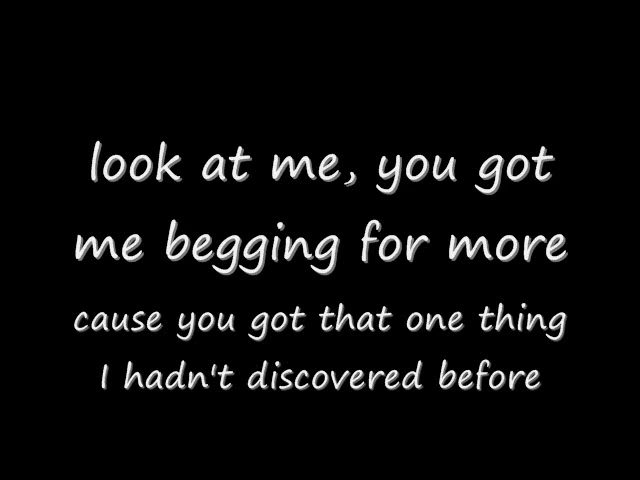 look at me, you got
me begging for more
cause you got that one thing
I hadn't discovered before